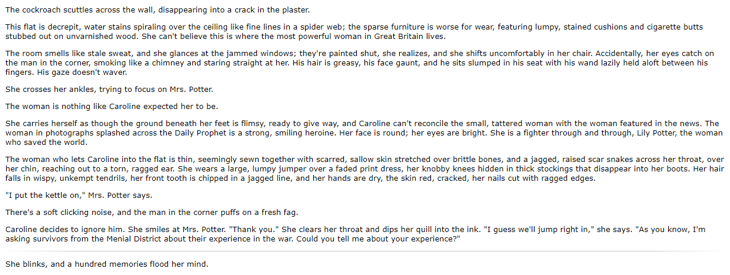 The cockroach scuttles across the wall, disappearing into a crack in the plaster.
This flat is decrepit, water stains spiraling over the ceiling like fine lines in a spider web; the sparse furniture is worse for wear, featuring lumpy, stained cushions and cigarette butts
stubbed out on unvarnished wood. She can't believe this is where the most powerful woman in Great Britain lives.
The room smells like stale sweat, and she glances at the jammed windows; they're painted shut, she realizes, and she shifts uncomfortably in her chair. Accidentally, her eyes catch on
the man in the corner, smoking like a chimney and staring straight at her. His hair is greasy, his face gaunt, and he sits slumped in his seat with his wand lazily held aloft between his
fingers. His gaze doesn't waver.
She crosses her ankles, trying to focus on Mrs. Potter.
The woman is nothing like Caroline expected her to be.
She carries herself as though the ground beneath her feet is flimsy, ready to give way, and Caroline can't reconcile the small, tattered woman with the woman featured in the news. The
woman in photographs splashed across the Daily Prophet is a strong, smiling heroine. Her face is round; her eyes are bright. She is a fighter through and through, Lily Potter, the woman
who saved the world.
The woman who lets Caroline into the flat is thin, seemingly sewn together with scarred, sallow skin stretched over brittle bones, and a jagged, raised scar snakes across her throat, over
her chin, reaching out to a torn, ragged ear. She wears a large, lumpy jumper over a faded print dress, her knobby knees hidden in thick stockings that disappear into her boots. Her hair
falls in wispy, unkempt tendrils, her front tooth is chipped in a jagged line, and her hands are dry, the skin red, cracked, her nails cut with ragged edges.
"I put the kettle on," Mrs. Potter says.
There's a soft clicking noise, and the man in the corner puffs on a fresh fag.
Caroline decides to ignore him. She smiles at Mrs. Potter. "Thank you." She clears her throat and dips her quill into the ink. "I guess we'll jump right in," she says. "As you know, I'm
asking survivors from the Menial District about their experience in the war. Could you tell me about your experience?"
She blinks, and a hundred memories flood her mind.